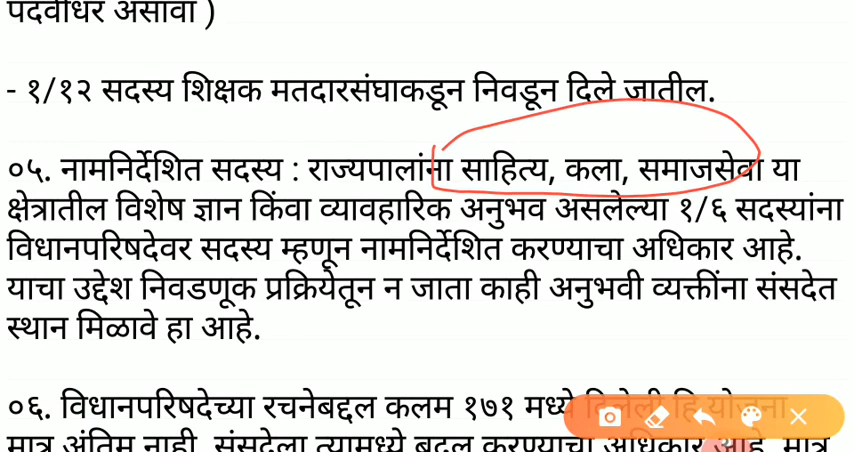 पदवीधर असावा )
- १/१२ सदस्य शिक्षक मतदारसंघाकडून निवडून दिले जातील.
०५. नामनिर्देशित सदस्य : राज्यपालांना साहित्य, कला, समाजसेवा या
क्षेत्रातील विशेष ज्ञान किंवा व्यावहारिक अनुभव असलेल्या १/६ सदस्यांना
विधानपरिषदेवर सदस्य म्हणून नामनिर्देशित करण्याचा अधिकार आहे.
याचा उद्देश निवडणूक प्रक्रियेतून न जाता काही अनुभवी व्यक्तींना संसदेत
स्थान मिळावे हा आहे.
०६. विधानपरिषदेच्या रचनेबद्दल कलम १७१ मध्ये दिलेली हि योजना
मात्र अंतिम नाही. संसदेला त्यामध्ये बदल करण्याचा अधिकार आहे. मात्र